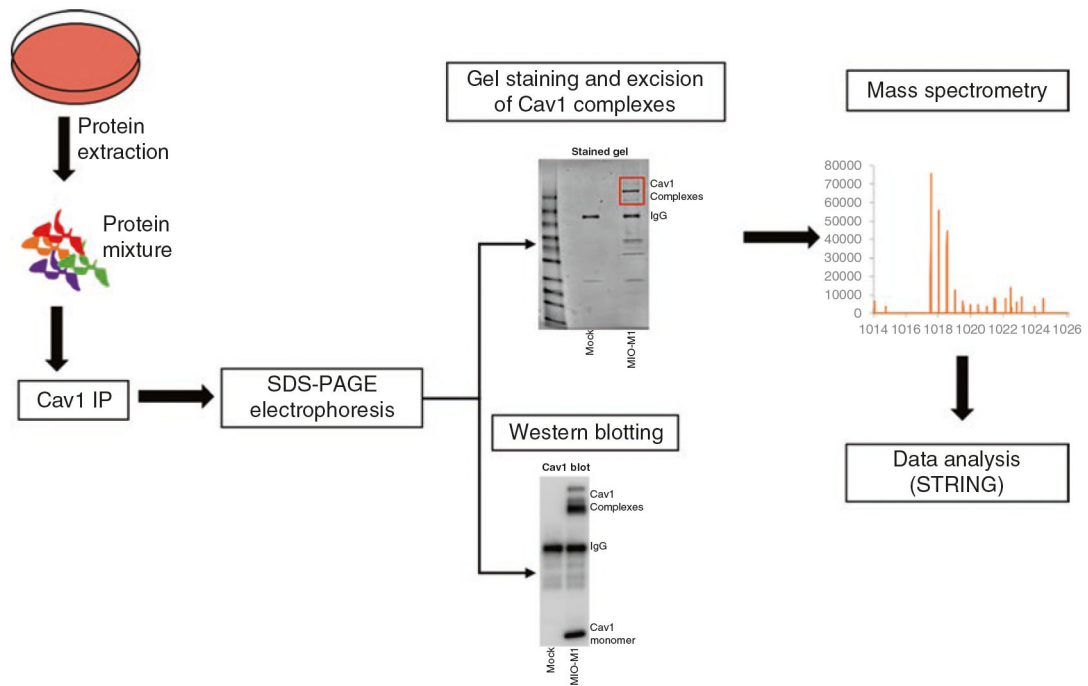 Protein
extraction
Protein
mixture
Cav1 IP
SDS-PAGE
electrophoresis
Gel staining and excision
of Cav1 complexes
Stained gel
Cav1
Complexes
IgG
Mock
MIO-M1
Western blotting
Cav1 blot
Cav1
Complexes
IgG
Cav1
monomer
Mock
MIO-M1
Mass spectrometry
80000
70000
60000
50000
40000
30000
20000
10000
0
1014 1016 1018 1020 1022 1024 1026
Data analysis
(STRING)